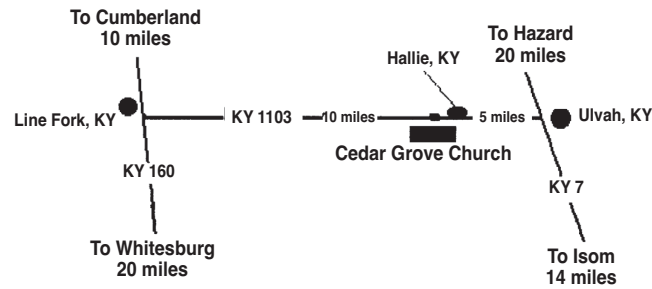 To Cumberland
10 miles
To Hazard
20 miles
Hallie, KY
Line Fork, KY
KY 1103
10 miles
5 miles
Ulvah, KY
Cedar Grove Church
KY 160
KY 7
To Whitesburg
20 miles
To Isom
14 miles